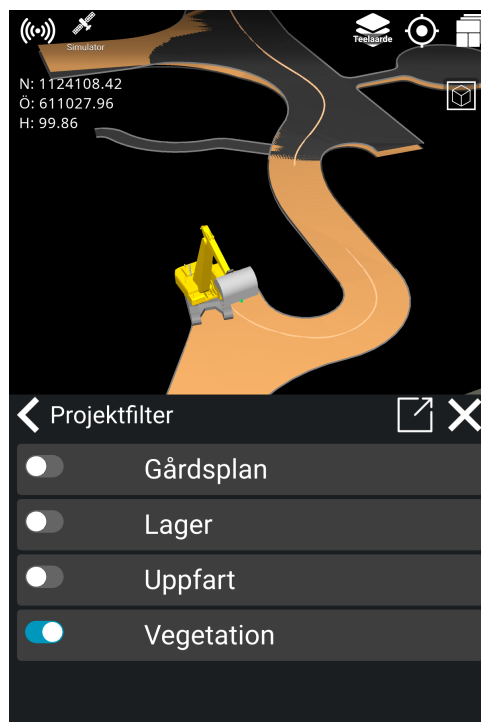 Simulator
Teelaarde
N: 1124108.42
Ö: 611027.96
H: 99.86
Projektfilter
Gårdsplan
Lager
Uppfart
Vegetation